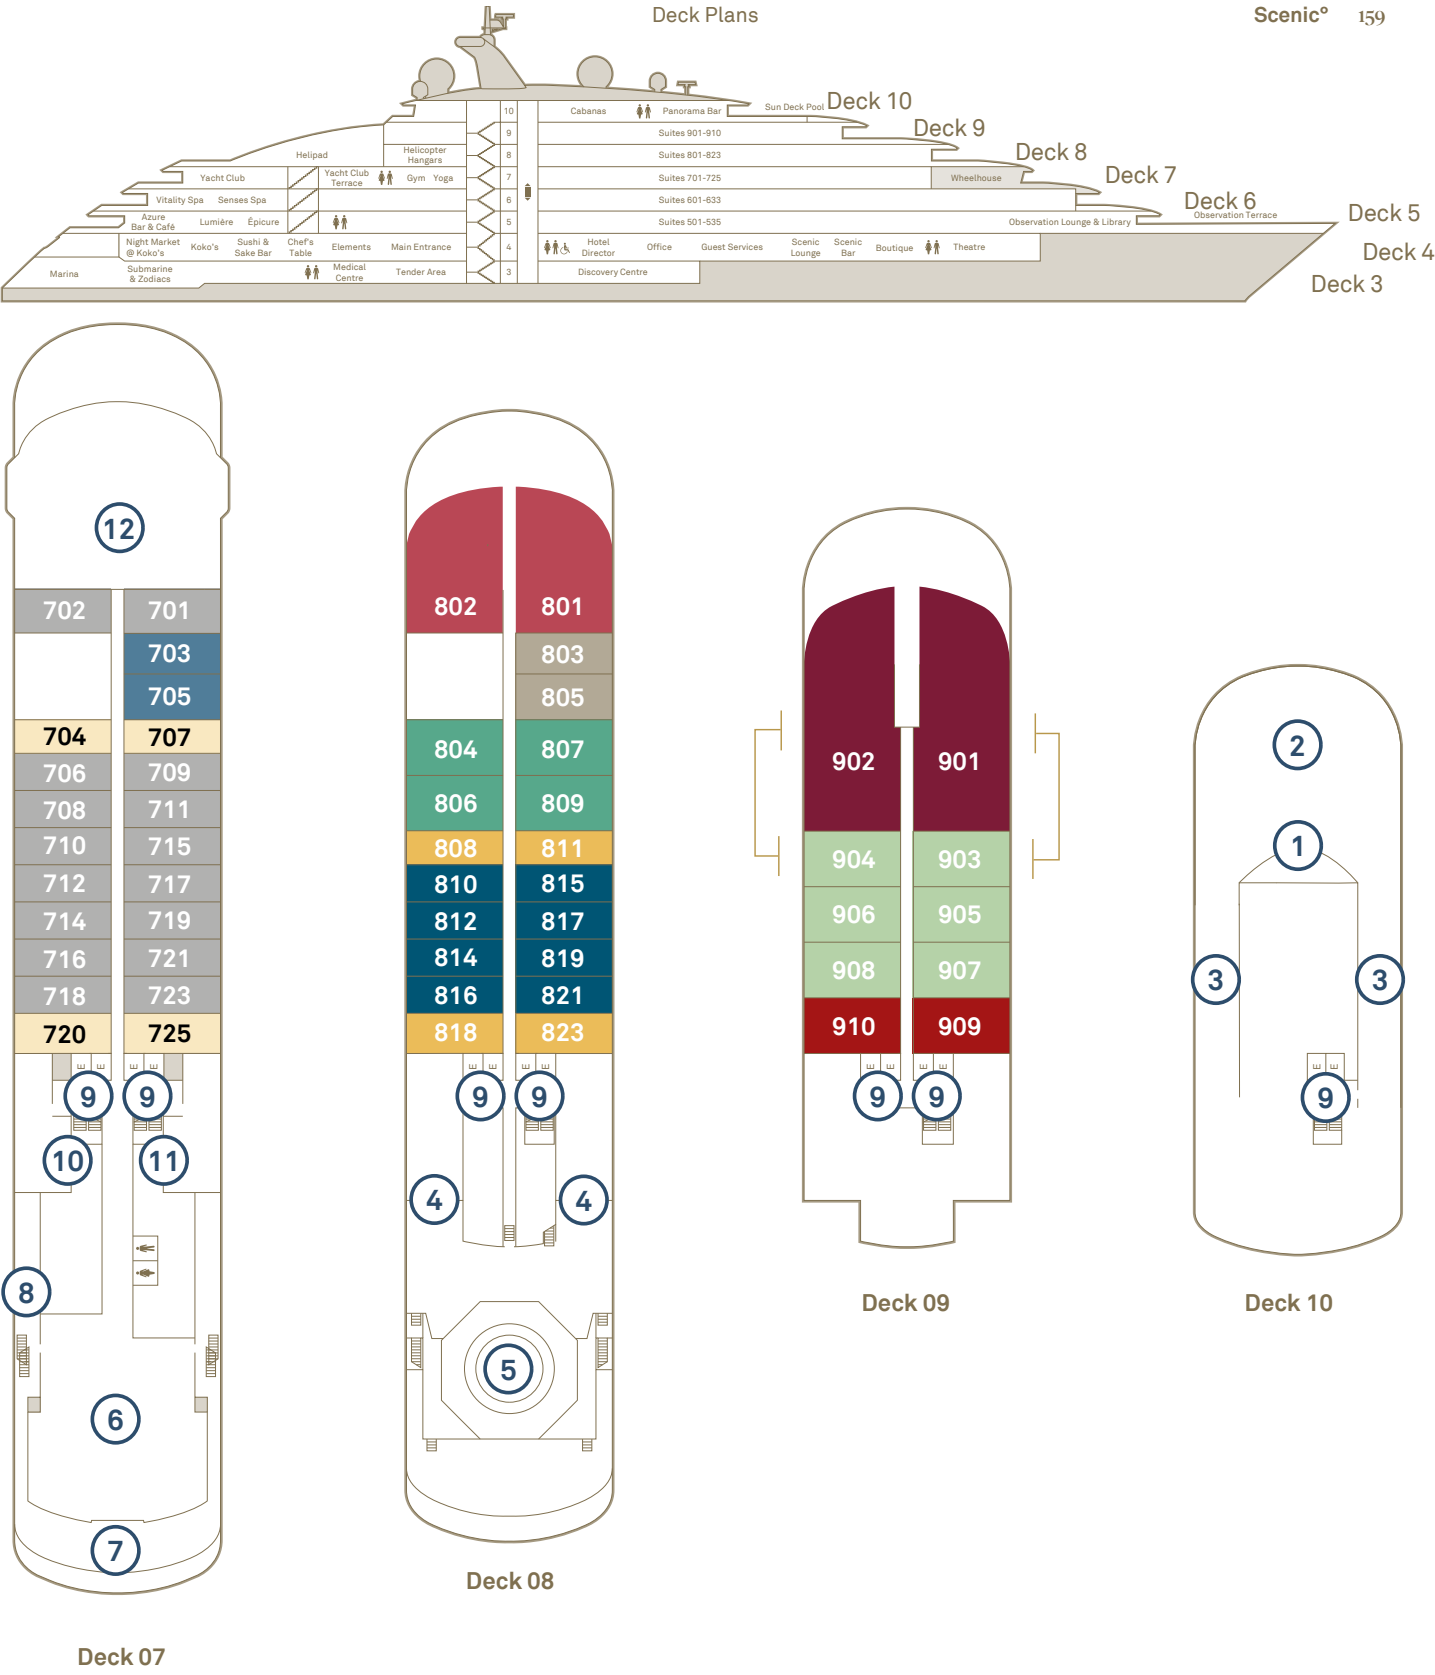 Deck Plans
Scenic° 159
10 Cabanas Panorama Bar Sun Deck Pool Deck 10
9 Suites 901-910 Deck 9
Helipad Helicopter Hangars 8 Suites 801-823 Deck 8
Yacht Club Yacht Club Terrace Gym Yoga 7 Suites 701-725 Wheelhouse Deck 7
Vitality Spa Senses Spa 6 Suites 601-633 Deck 6
Azure Bar & Café Lumière Épicure 5 Suites 501-535 Observation Lounge & Library Observation Terrace Deck 5
Night Market @ Koko's Koko's Sushi & Sake Bar Chef's Table Elements Main Entrance 4 Hotel Director Office Guest Services Scenic Lounge Scenic Bar Boutique Theatre Deck 4
Marina Submarine & Zodiacs Medical Centre Tender Area 3 Discovery Centre Deck 3
12
702 701
703
705
704 707
706 709
708 711
710 715
712 717
714 719
716 721
718 723
720 725
E E E E
9 9
10 11
8
6
7
Deck 07
802 801
803
805
804 807
806 809
808 811
810 815
812 817
814 819
816 821
818 823
E E E E
9 9
4 4
5
Deck 08
902 901
904 903
906 905
908 907
910 909
E E E E
9 9
Deck 09
2
1
3 3
E E
9
Deck 10